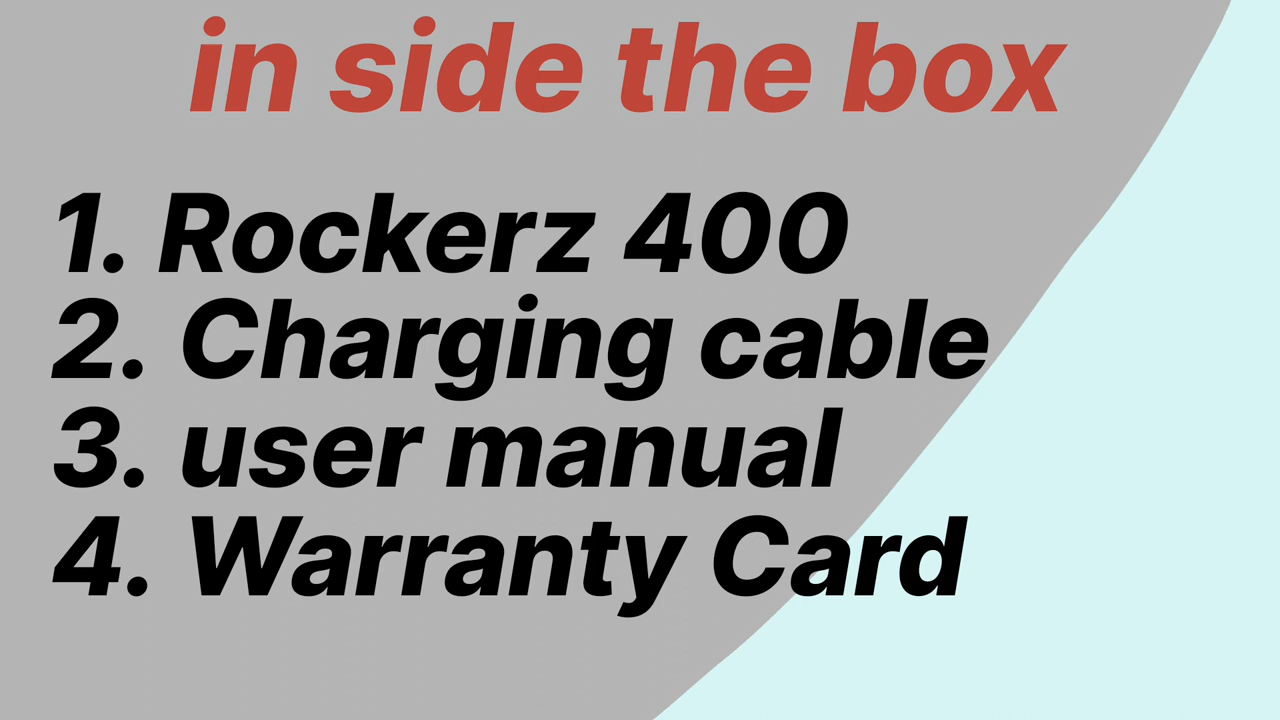 in side the box
1. Rockerz 400
2. Charging cable
3. user manual
4. Warranty Card